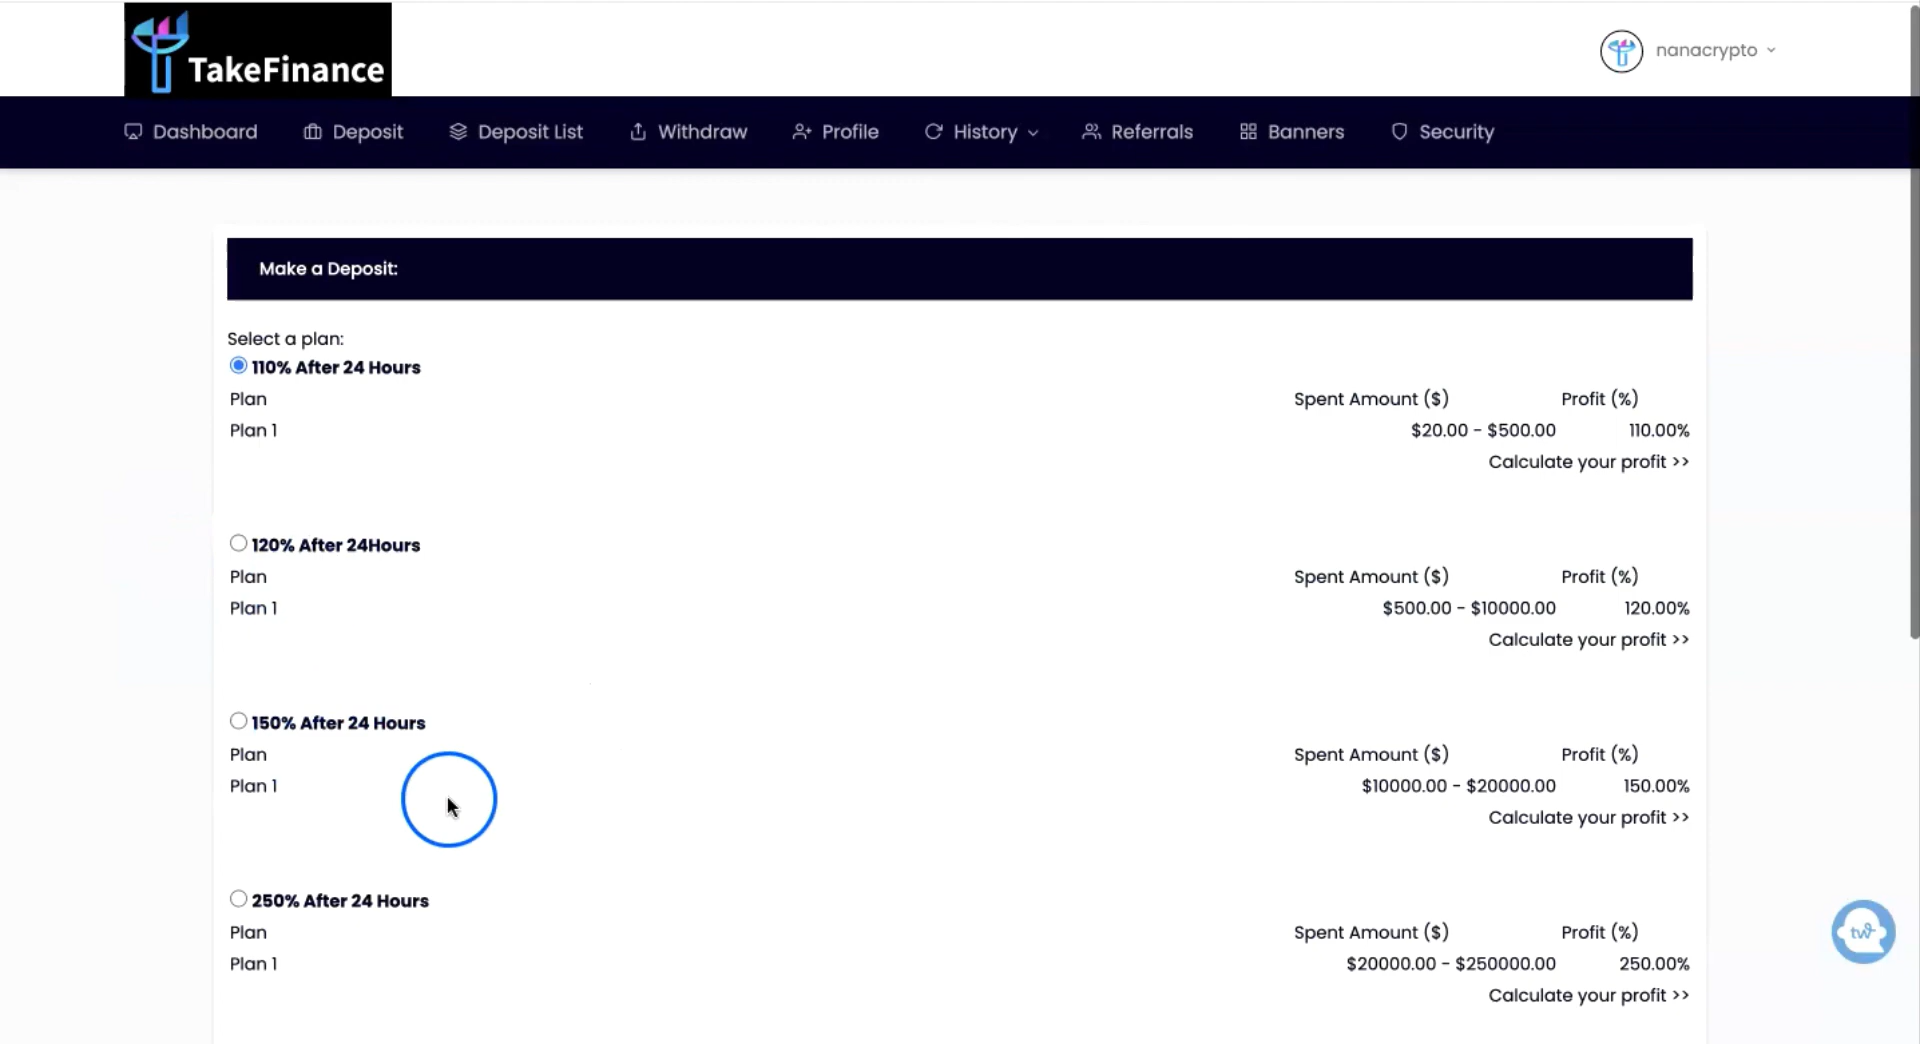 TakeFinance
nanacrypto
Dashboard Deposit Deposit List Withdraw Profile History Referrals Banners Security
Make a Deposit:
Select a plan:
110% After 24 Hours
Plan Spent Amount ($) Profit (%)
Plan 1 $20.00 - $500.00 110.00%
Calculate your profit >>
120% After 24Hours
Plan Spent Amount ($) Profit (%)
Plan 1 $500.00 - $10000.00 120.00%
Calculate your profit >>
150% After 24 Hours
Plan Spent Amount ($) Profit (%)
Plan 1 $10000.00 - $20000.00 150.00%
Calculate your profit >>
250% After 24 Hours
Plan Spent Amount ($) Profit (%)
Plan 1 $20000.00 - $250000.00 250.00%
Calculate your profit >>